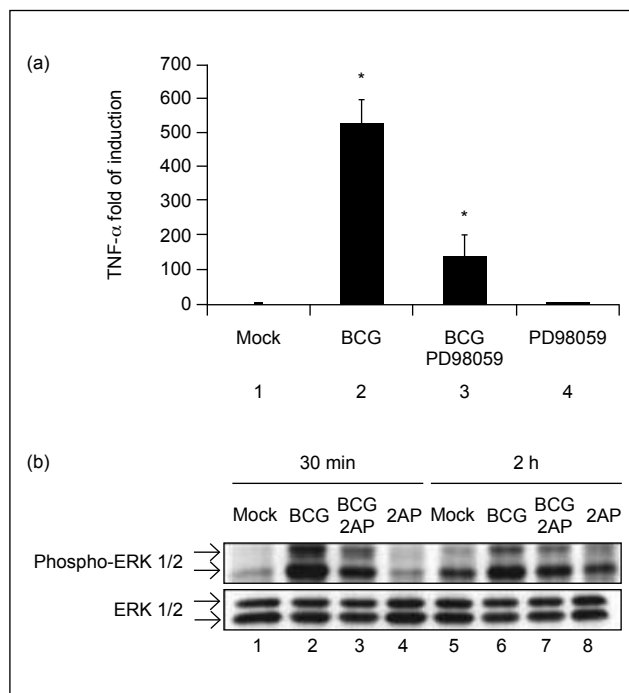 (a)
TNF-α fold of induction
700
600
500
400
300
200
100
0
*
*
Mock BCG BCG PD98059
PD98059
1 2 3 4
(b)
30 min 2 h
Mock BCG BCG 2AP Mock BCG BCG 2AP
2AP 2AP
Phospho-ERK 1/2
ERK 1/2
1 2 3 4 5 6 7 8